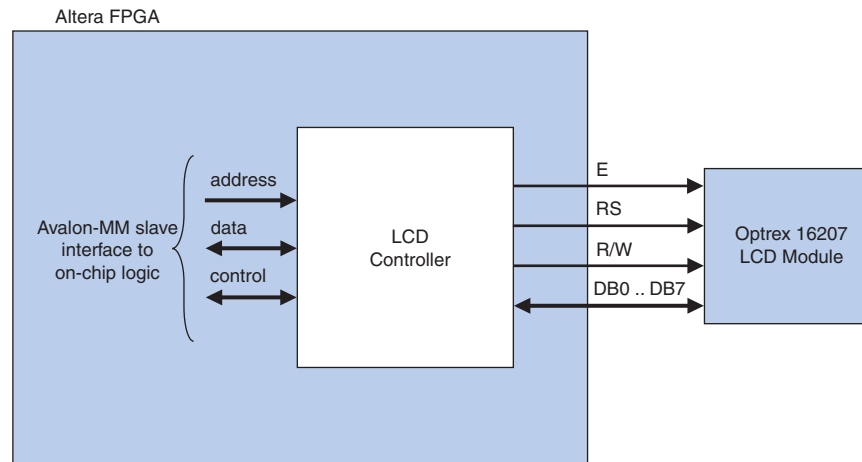 Altera FPGA
Avalon-MM slave
interface to
on-chip logic
address
data
control
LCD
Controller
E
RS
R/W
DB0 .. DB7
Optrex 16207
LCD Module